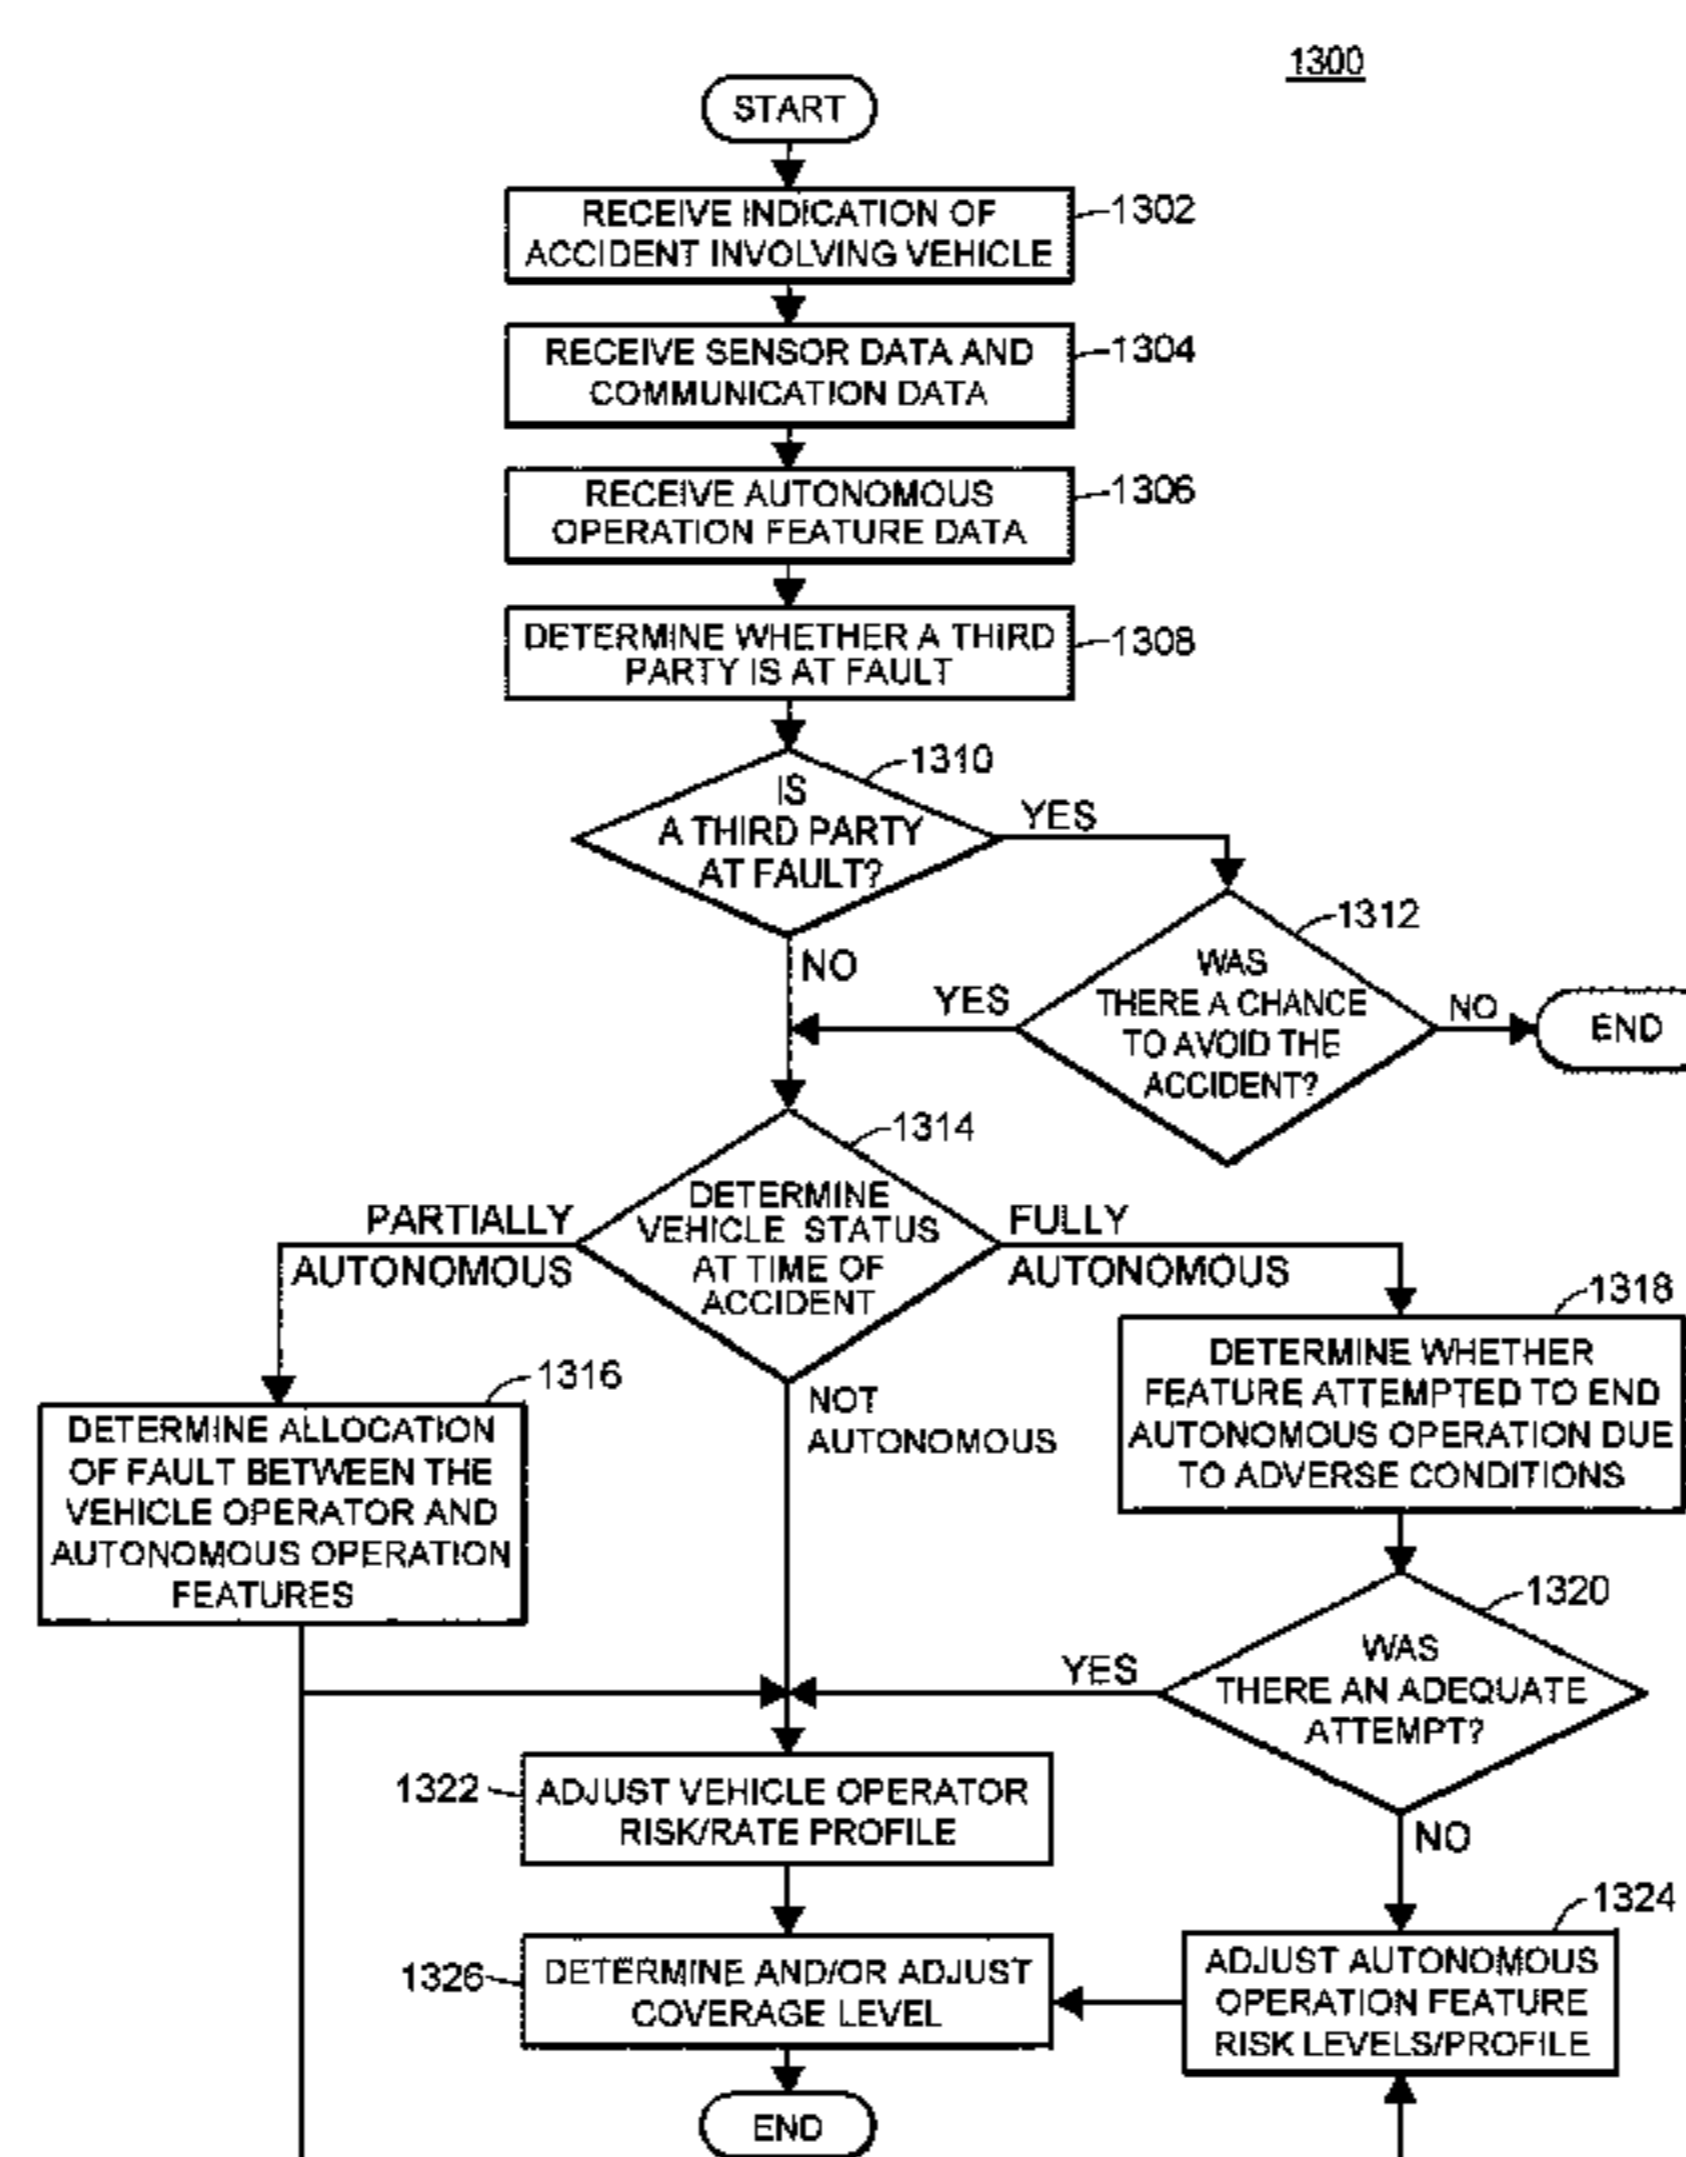 1300
START
RECEIVE INDICATION OF
ACCIDENT INVOLVING VEHICLE
1302
RECEIVE SENSOR DATA AND
COMMUNICATION DATA
1304
RECEIVE AUTONOMOUS
OPERATION FEATURE DATA
1306
DETERMINE WHETHER A THIRD
PARTY IS AT FAULT
1308
1310
IS
A THIRD PARTY
AT FAULT?
YES
NO
1312
WAS
THERE A CHANCE
TO AVOID THE
ACCIDENT?
YES
NO
END
1314
DETERMINE
VEHICLE STATUS
AT TIME OF
ACCIDENT
PARTIALLY
AUTONOMOUS
FULLY
AUTONOMOUS
NOT
AUTONOMOUS
1316
DETERMINE ALLOCATION
OF FAULT BETWEEN THE
VEHICLE OPERATOR AND
AUTONOMOUS OPERATION
FEATURES
1318
DETERMINE WHETHER
FEATURE ATTEMPTED TO END
AUTONOMOUS OPERATION DUE
TO ADVERSE CONDITIONS
1320
WAS
THERE AN ADEQUATE
ATTEMPT?
YES
NO
1322
ADJUST VEHICLE OPERATOR
RISK/RATE PROFILE
1324
ADJUST AUTONOMOUS
OPERATION FEATURE
RISK LEVELS/PROFILE
1326
DETERMINE AND/OR ADJUST
COVERAGE LEVEL
END